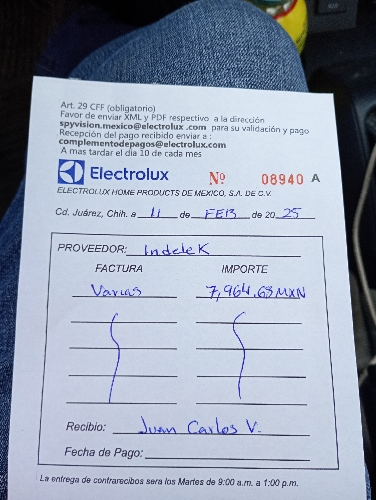 Art. 29 CFF (obligatorio)
Favor de enviar XML y PDF respectivo a la dirección
spyvision.mexico@electrolux .com para su validación y pago
Recepción del pago recibido enviar a :
complementodepagos@electrolux.com
A mas tardar el dia 10 de cada mes
Electrolux Nº 08940 A
ELECTROLUX HOME PRODUCTS DE MEXICO, S.A. DE C.V.
Cd. Juárez, Chih. a 11 de FEB de 20 25
PROVEEDOR: Indelek
FACTURA IMPORTE
Varias 7,964.68 MXN
Recibio: Juan Carlos V.
Fecha de Pago:
La entrega de contrarecibos sera los Martes de 9:00 a.m. a 1:00 p.m.